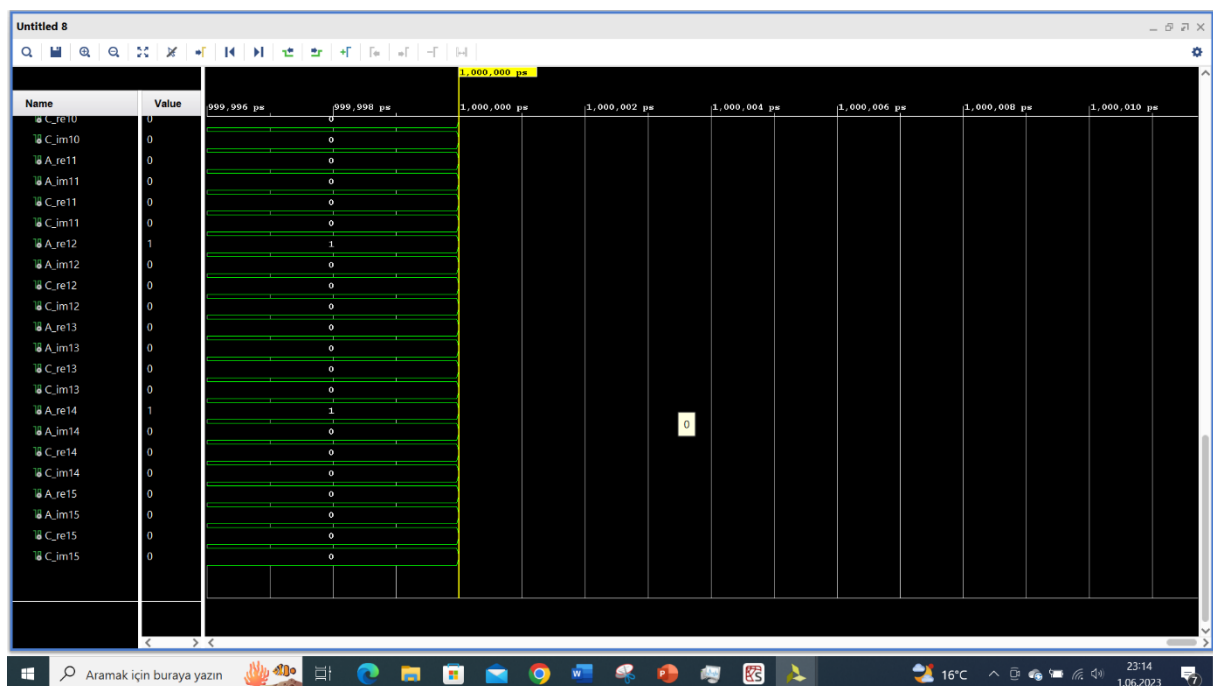 Untitled 8
1,000,000 ps
Name Value 999,996 ps 999,998 ps 1,000,000 ps 1,000,002 ps 1,000,004 ps 1,000,006 ps 1,000,008 ps 1,000,010 ps
C_re10 0 0
C_im10 0 0
A_re11 0 0
A_im11 0 0
C_re11 0 0
C_im11 0 0
A_re12 1 1
A_im12 0 0
C_re12 0 0
C_im12 0 0
A_re13 0 0
A_im13 0 0
C_re13 0 0
C_im13 0 0
A_re14 1 1
A_im14 0 0 0
C_re14 0 0
C_im14 0 0
A_re15 0 0
A_im15 0 0
C_re15 0 0
C_im15 0 0
Aramak için buraya yazın 16°C 23:14
1.06.2023 7